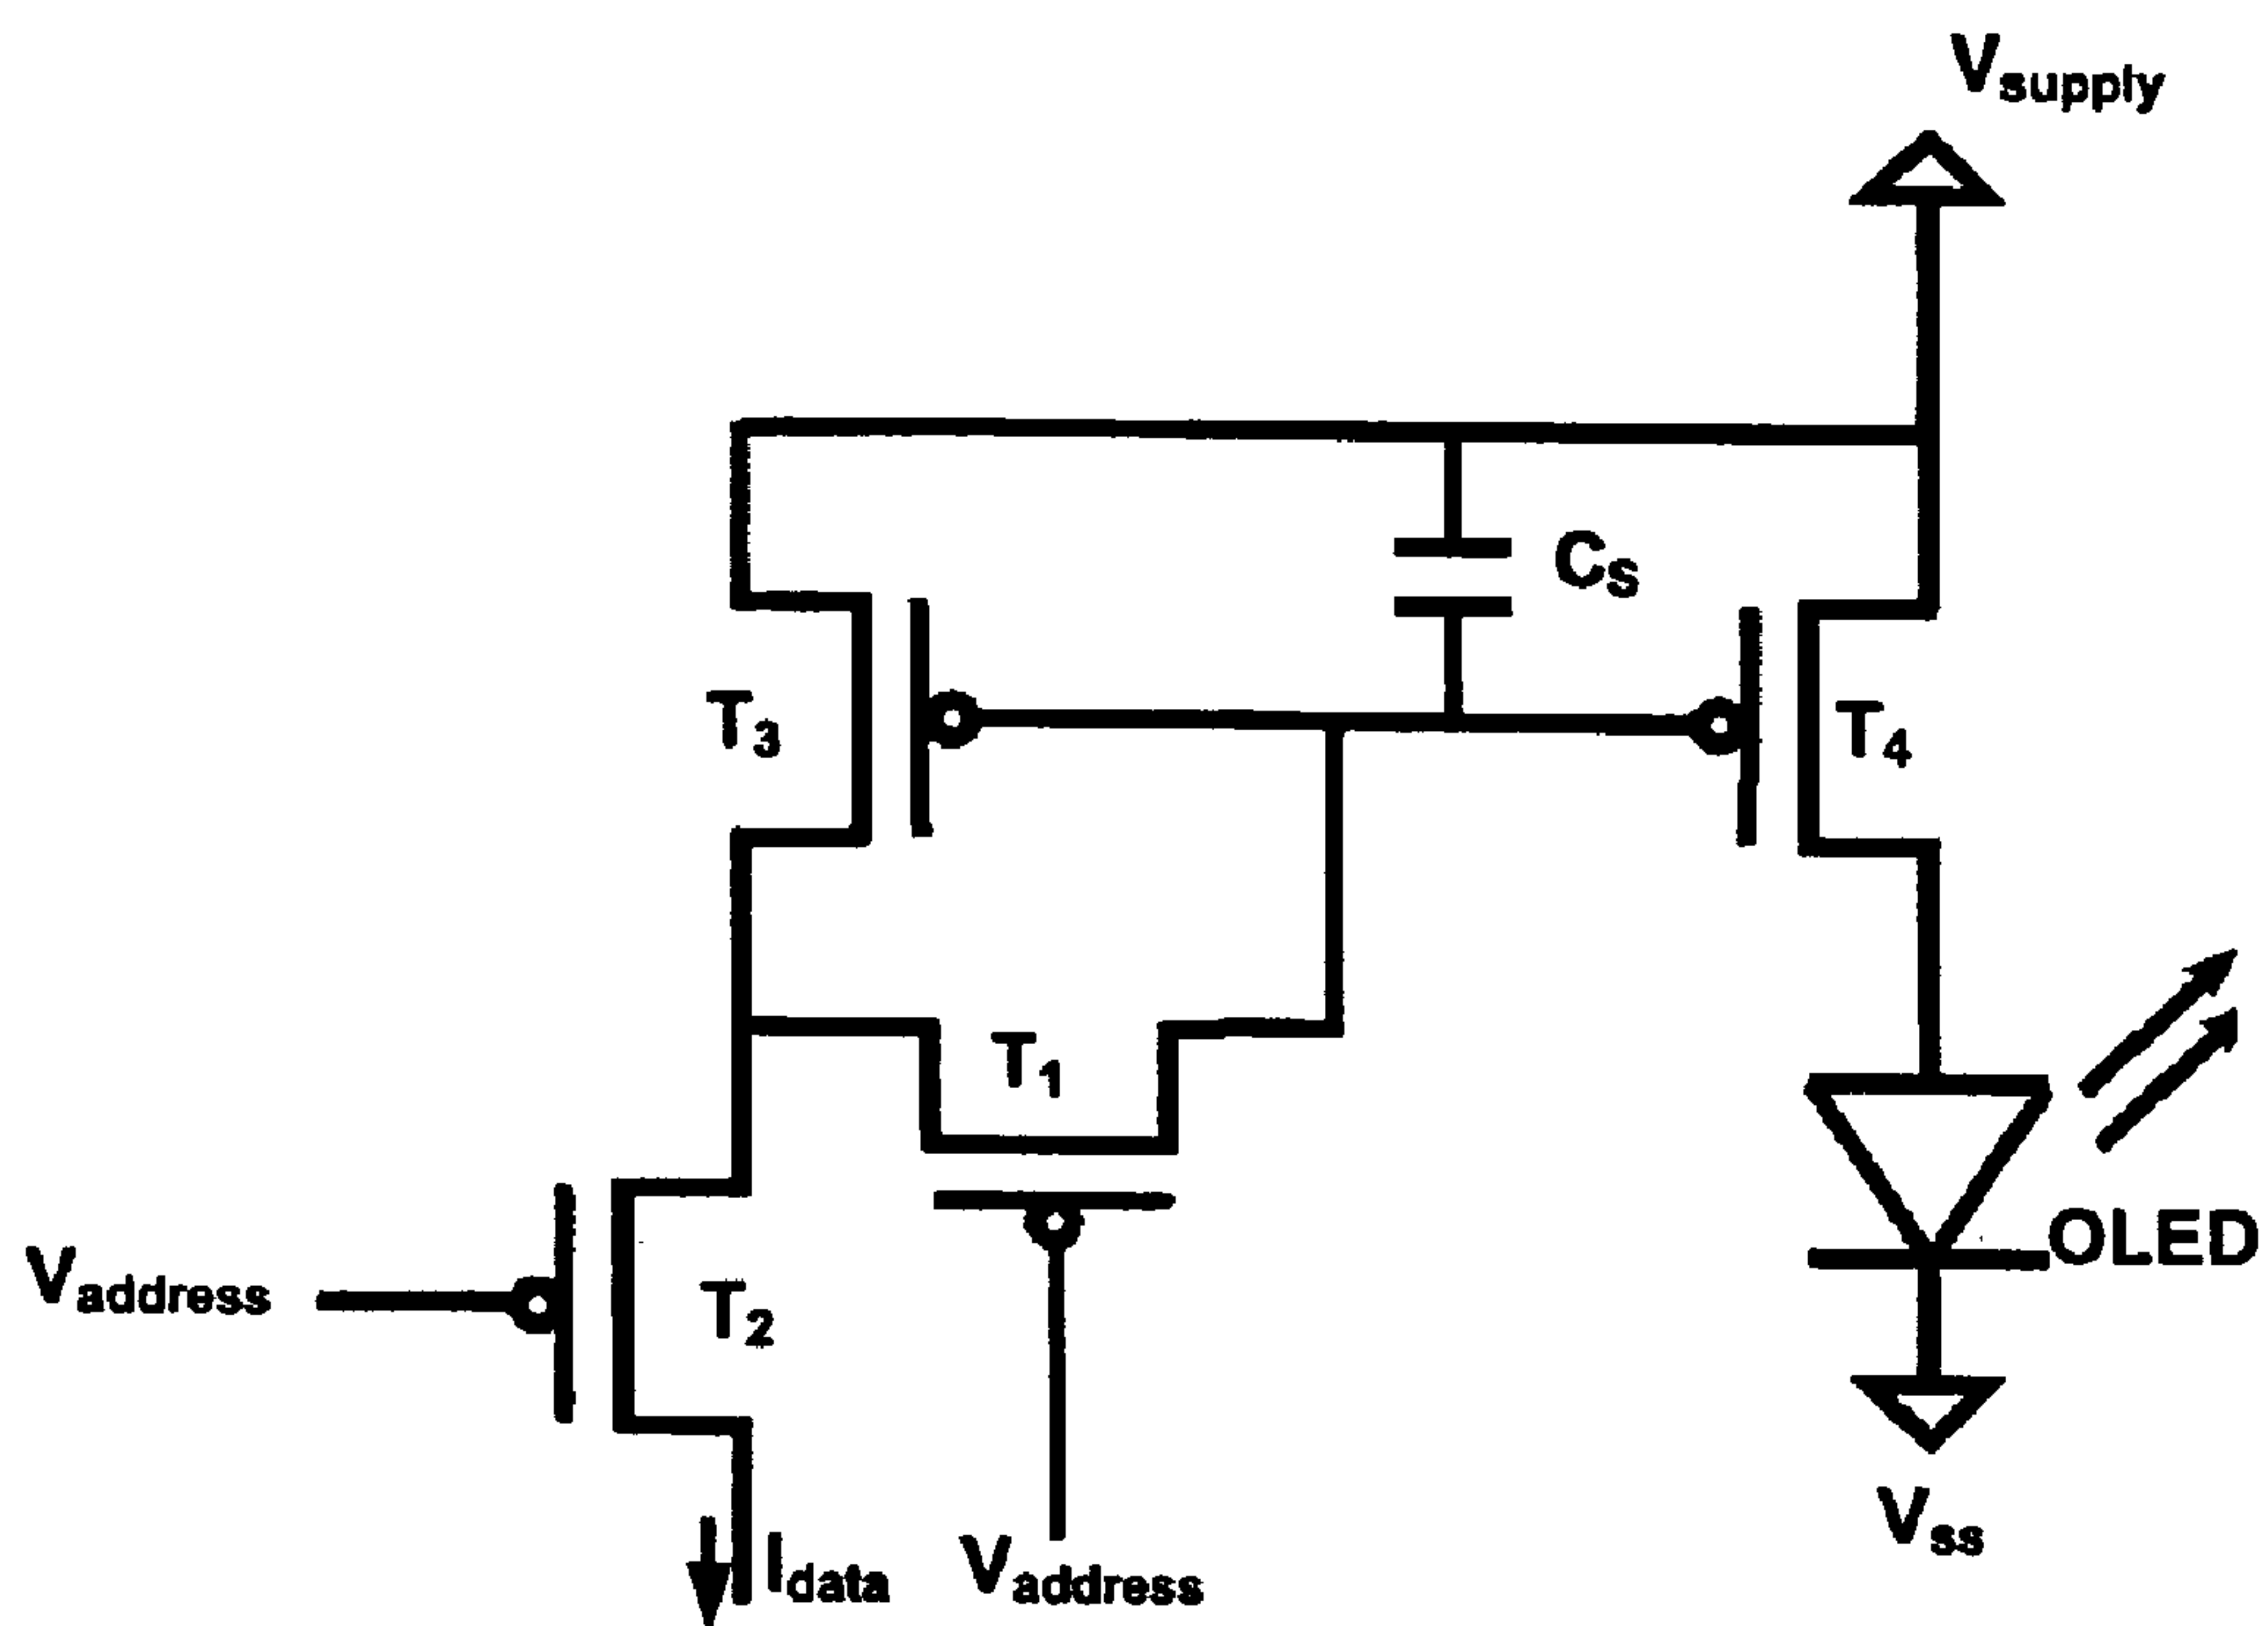 Vsupply
Cs
T3
T4
T1
Vaddress
T2
OLED
Idata
Vaddress
Vss